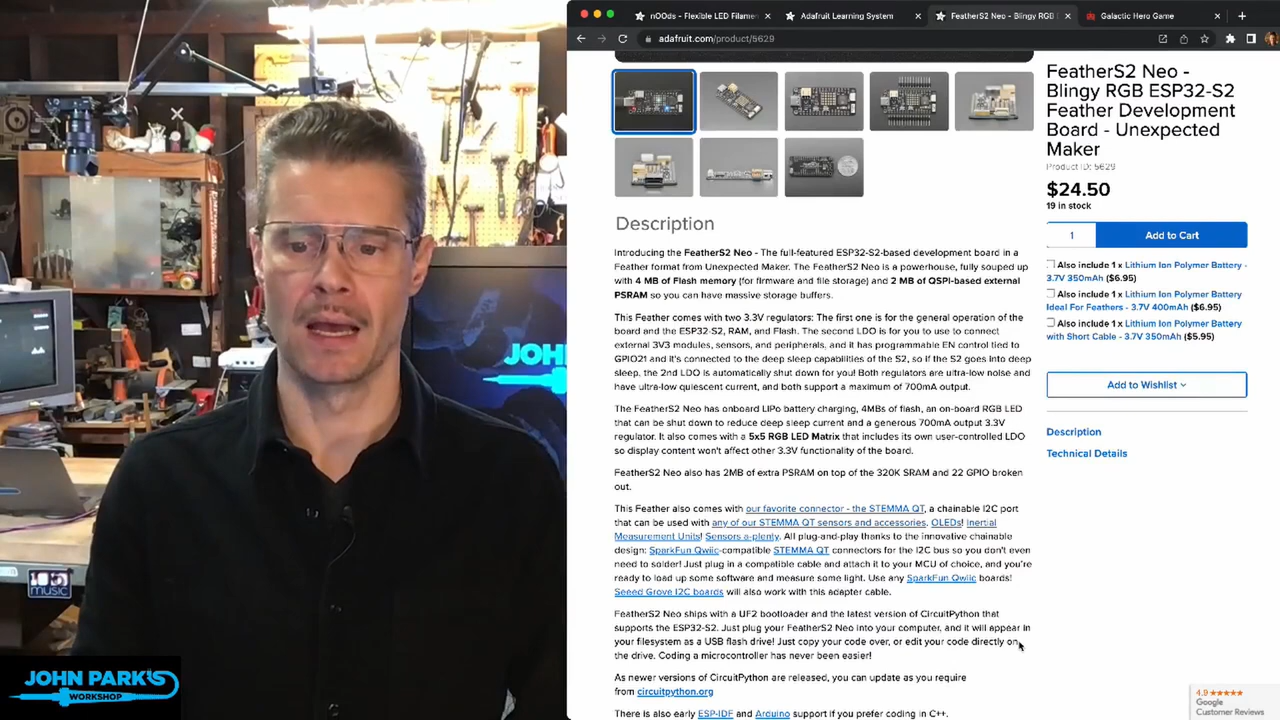 nOOds - Flexible LED Filame
Adafruit Learning System
FeatherS2 Neo - Blingy RGB
Galactic Hero Game
adafruit.com/product/5629
FeatherS2 Neo -
Blingy RGB ESP32-S2
Feather Development
Board - Unexpected
Maker
Product ID: 5629
$24.50
19 in stock
1
Add to Cart
Also include 1 x Lithium Ion Polymer Battery -
3.7V 350mAh ($6.95)
Also include 1 x Lithium Ion Polymer Battery
Ideal For Feathers - 3.7V 400mAh ($6.95)
Also include 1 x Lithium Ion Polymer Battery
with Short Cable - 3.7V 350mAh ($5.95)
Add to Wishlist
Description
Technical Details
Description
Introducing the FeatherS2 Neo - The full-featured ESP32-S2-based development board in a
Feather format from Unexpected Maker. The FeatherS2 Neo is a powerhouse, fully souped up
with 4 MB of Flash memory (for firmware and file storage) and 2 MB of QSPI-based external
PSRAM so you can have massive storage buffers.
This Feather comes with two 3.3V regulators: The first one is for the general operation of the
board and the ESP32-S2, RAM, and Flash. The second LDO is for you to use to connect
external 3V3 modules, sensors, and peripherals, and it has programmable EN control tied to
GPIO21 and it's connected to the deep sleep capabilities of the S2, so if the S2 goes into deep
sleep, the 2nd LDO is automatically shut down for you! Both regulators are ultra-low noise and
have ultra-low quiescent current, and both support a maximum of 700mA output.
The FeatherS2 Neo has onboard LIPo battery charging, 4MBs of flash, an on-board RGB LED
that can be shut down to reduce deep sleep current and a generous 700mA output 3.3V
regulator. It also comes with a 5x5 RGB LED Matrix that includes its own user-controlled LDO
so display content won't affect other 3.3V functionality of the board.
FeatherS2 Neo also has 2MB of extra PSRAM on top of the 320K SRAM and 22 GPIO broken
out.
This Feather also comes with our favorite connector - the STEMMA QT, a chainable I2C port
that can be used with any of our STEMMA QT sensors and accessories. OLEDs! Inertial
Measurement Units! Sensors a-plenty. All plug-and-play thanks to the innovative chainable
design: SparkFun Qwiic-compatible STEMMA QT connectors for the I2C bus so you don't even
need to solder! Just plug in a compatible cable and attach it to your MCU of choice, and you're
ready to load up some software and measure some light. Use any SparkFun Qwiic boards!
Seeed Grove I2C boards will also work with this adapter cable.
FeatherS2 Neo ships with a UF2 bootloader and the latest version of CircuitPython that
supports the ESP32-S2. Just plug your FeatherS2 Neo into your computer, and it will appear in
your filesystem as a USB flash drive! Just copy your code over, or edit your code directly on
the drive. Coding a microcontroller has never been easier!
As newer versions of CircuitPython are released, you can update as you require
from circuitpython.org
There is also early ESP-IDF and Arduino support if you prefer coding in C++.
4.9 ★★★★★
Google
Customer Reviews
JO
music
JOHN PARK'S
WORKSHOP